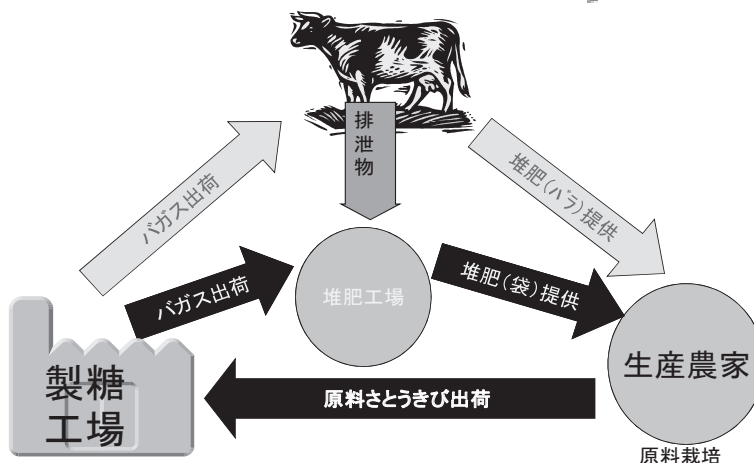 排泄物
バガス出荷
堆肥(バラ)提供
バガス出荷
堆肥工場
堆肥(袋)提供
製糖
工場
原料さとうきび出荷
生産農家
原料栽培